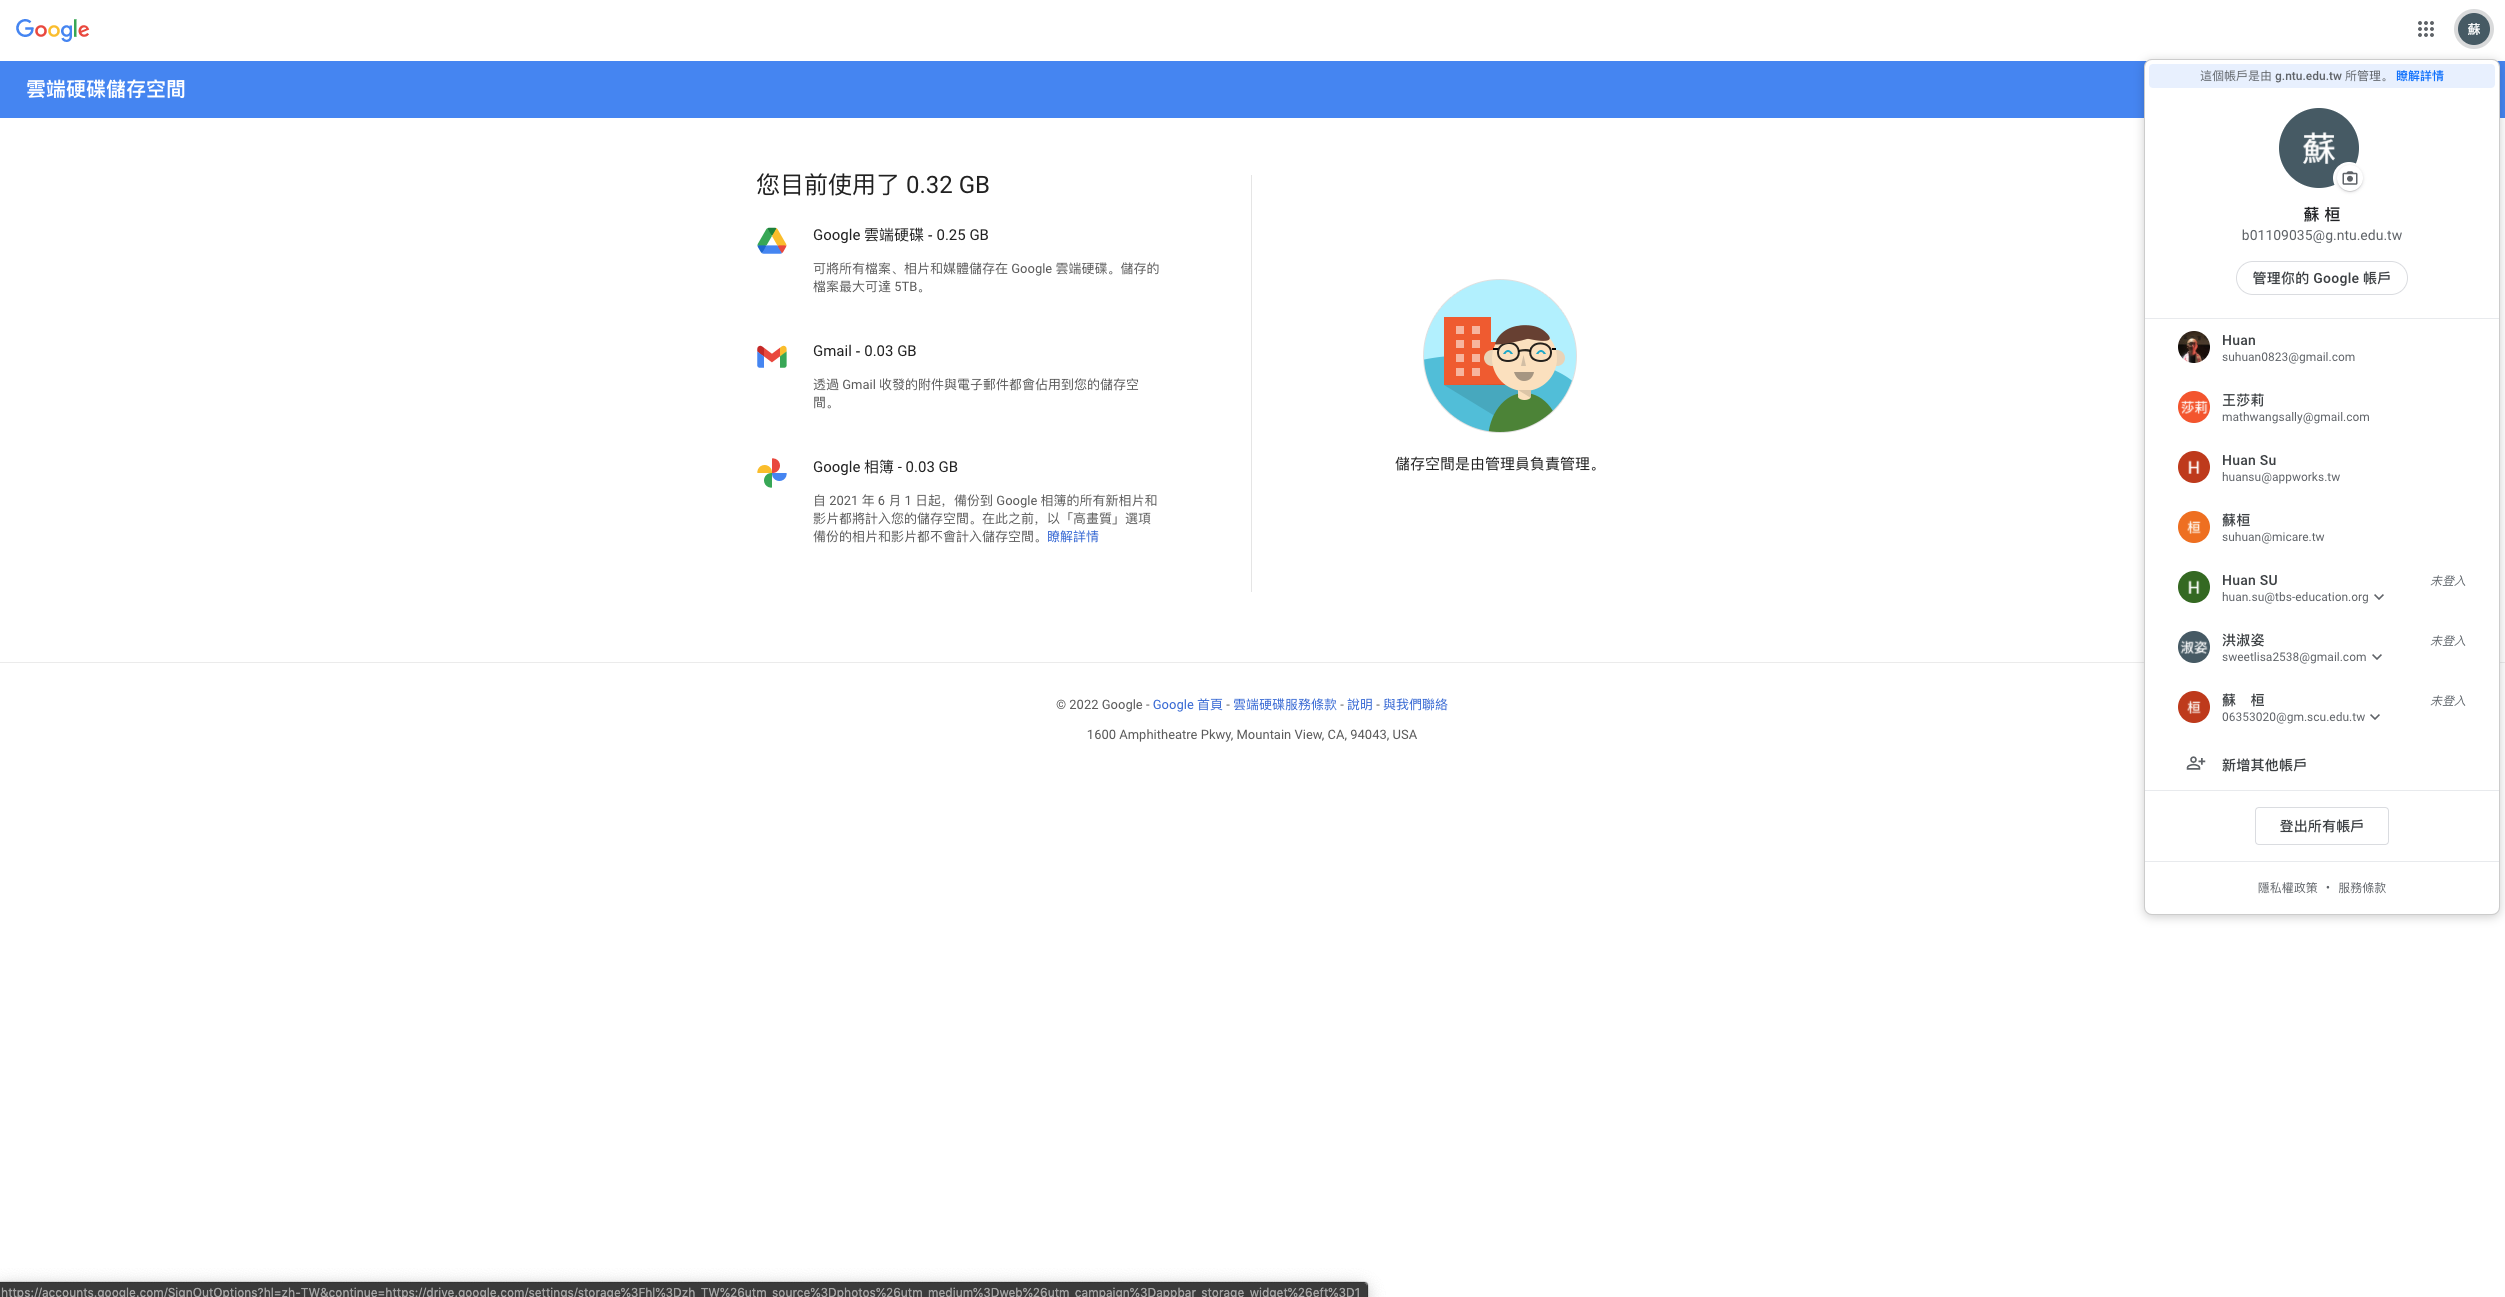 Google
蘇
雲端硬碟儲存空間
您目前使用了 0.32 GB
Google 雲端硬碟 - 0.25 GB
可將所有檔案、相片和媒體儲存在 Google 雲端硬碟。儲存的
檔案最大可達 5TB。
Gmail - 0.03 GB
透過 Gmail 收發的附件與電子郵件都會佔用到您的儲存空
間。
Google 相簿 - 0.03 GB
自 2021 年 6 月 1 日起，備份到 Google 相簿的所有新相片和
影片都將計入您的儲存空間。在此之前，以「高畫質」選項
備份的相片和影片都不會計入儲存空間。瞭解詳情
儲存空間是由管理員負責管理。
© 2022 Google - Google 首頁 - 雲端硬碟服務條款 - 說明 - 與我們聯絡
1600 Amphitheatre Pkwy, Mountain View, CA, 94043, USA
這個帳戶是由 g.ntu.edu.tw 所管理。 瞭解詳情
蘇
蘇 桓
b01109035@g.ntu.edu.tw
管理你的 Google 帳戶
Huan
suhuan0823@gmail.com
莎莉
王莎莉
mathwangsally@gmail.com
H
Huan Su
huansu@appworks.tw
桓
蘇桓
suhuan@micare.tw
H
Huan SU
未登入
huan.su@tbs-education.org
淑姿
洪淑姿
未登入
sweetlisa2538@gmail.com
桓
蘇　桓
未登入
06353020@gm.scu.edu.tw
新增其他帳戶
登出所有帳戶
隱私權政策 • 服務條款
https://accounts.google.com/SignOutOptions?hl=zh-TW&continue=https://drive.google.com/settings/storage%3Fhl%3Dzh_TW%26utm_source%3Dphotos%26utm_medium%3Dweb%26utm_campaign%3Dappbar_storage_widget%26eft%3D1